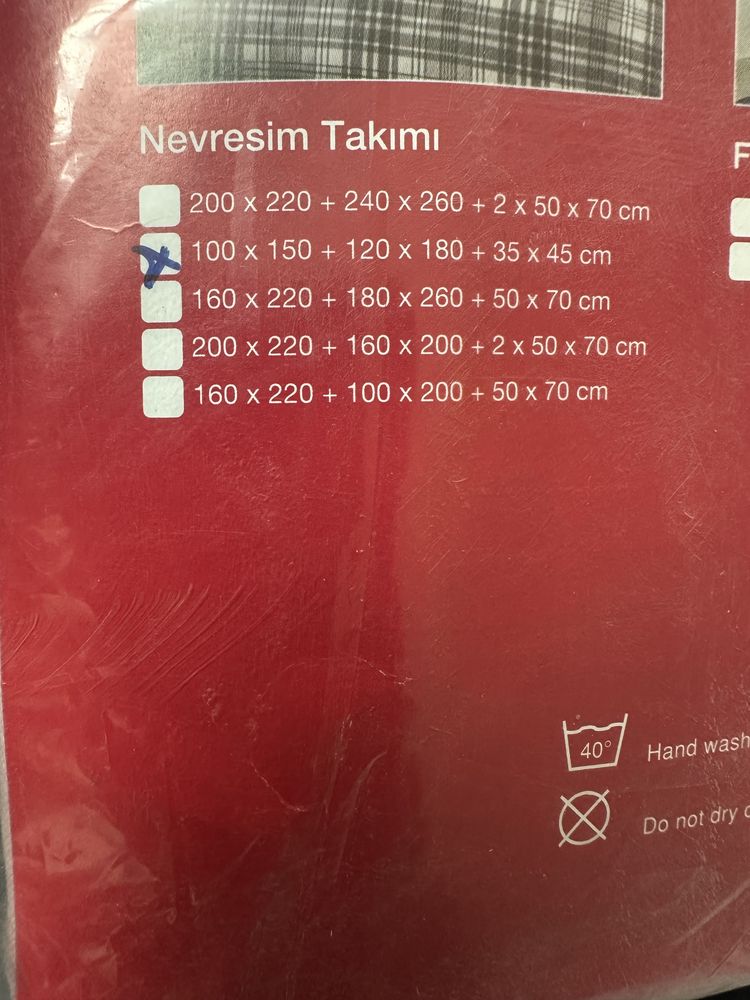 Nevresim Takımı
200 x 220 + 240 x 260 + 2 x 50 x 70 cm
100 x 150 + 120 x 180 + 35 x 45 cm
160 x 220 + 180 x 260 + 50 x 70 cm
200 x 220 + 160 x 200 + 2 x 50 x 70 cm
160 x 220 + 100 x 200 + 50 x 70 cm
F
40° Hand wash
Do not dry